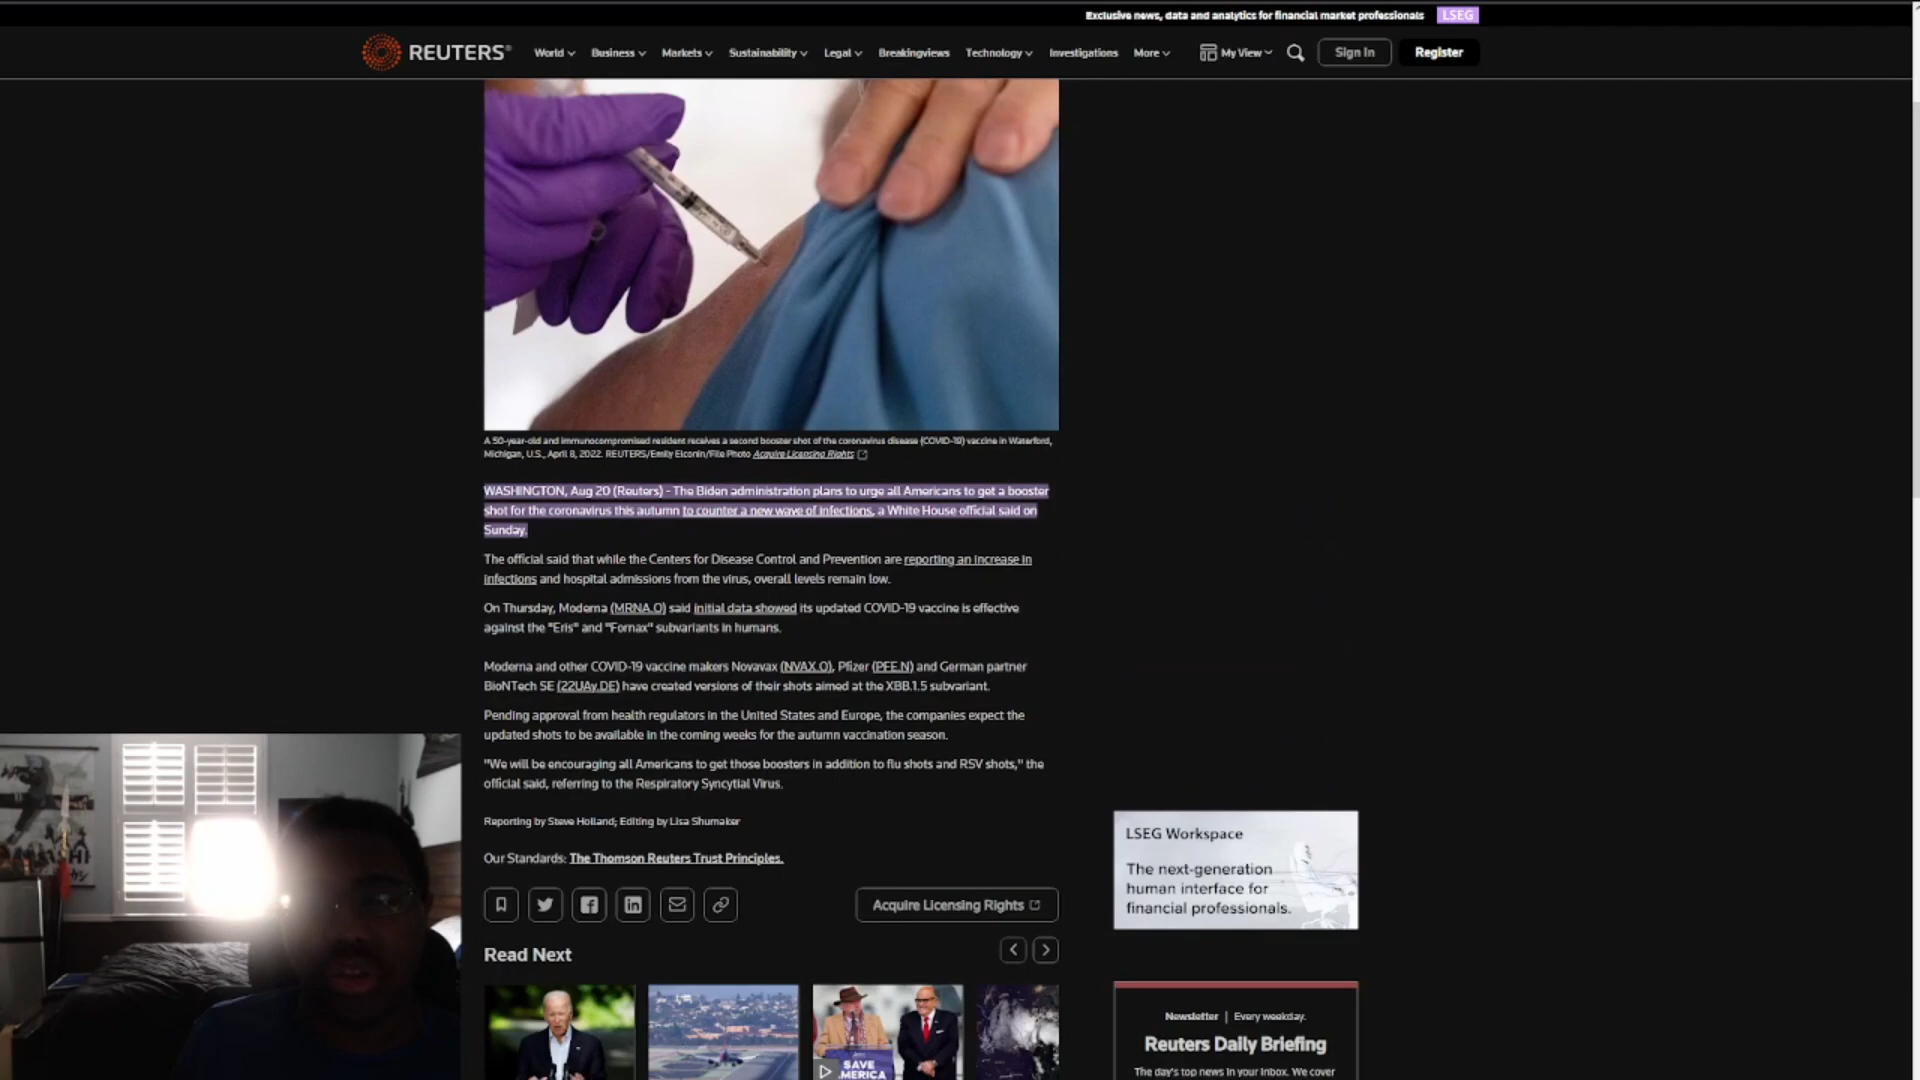 Exclusive news, data and analytics for financial market professionals LSEG
REUTERS®
World Business Markets Sustainability Legal Breakingviews Technology Investigations More My View Sign In Register
A 50-year-old and immunocompromised resident receives a second booster shot of the coronavirus disease (COVID-19) vaccine in Waterford,
Michigan, U.S., April 8, 2022. REUTERS/Emily Elconin/File Photo Acquire Licensing Rights
WASHINGTON, Aug 20 (Reuters) - The Biden administration plans to urge all Americans to get a booster
shot for the coronavirus this autumn to counter a new wave of infections, a White House official said on
Sunday.
The official said that while the Centers for Disease Control and Prevention are reporting an increase in
infections and hospital admissions from the virus, overall levels remain low.
On Thursday, Moderna (MRNA.O) said initial data showed its updated COVID-19 vaccine is effective
against the "Eris" and "Fornax" subvariants in humans.
Moderna and other COVID-19 vaccine makers Novavax (NVAX.O), Pfizer (PFE.N) and German partner
BioNTech SE (22UAy.DE) have created versions of their shots aimed at the XBB.1.5 subvariant.
Pending approval from health regulators in the United States and Europe, the companies expect the
updated shots to be available in the coming weeks for the autumn vaccination season.
"We will be encouraging all Americans to get those boosters in addition to flu shots and RSV shots," the
official said, referring to the Respiratory Syncytial Virus.
Reporting by Steve Holland; Editing by Lisa Shumaker
Our Standards: The Thomson Reuters Trust Principles.
Acquire Licensing Rights
Read Next
SAVE
AMERICA
LSEG Workspace
The next-generation
human interface for
financial professionals.
Newsletter | Every weekday.
Reuters Daily Briefing
The day's top news in your inbox. We cover